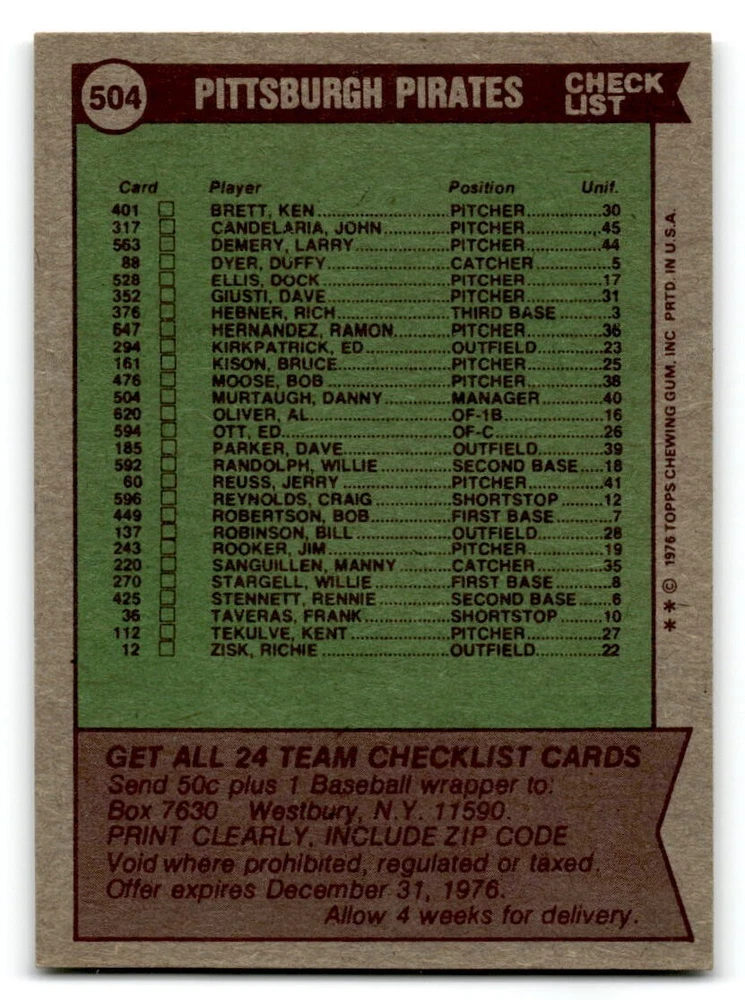 504 PITTSBURGH PIRATES CHECK LIST
Card Player Position Unif.
401 BRETT, KEN PITCHER 30
317 CANDELARIA, JOHN PITCHER 45
563 DEMERY, LARRY PITCHER 44
88 DYER, DUFFY CATCHER 5
528 ELLIS, DOCK PITCHER 17
352 GIUSTI, DAVE PITCHER 31
376 HEBNER, RICH THIRD BASE 3
647 HERNANDEZ, RAMON PITCHER 36
294 KIRKPATRICK, ED OUTFIELD 23
161 KISON, BRUCE PITCHER 25
476 MOOSE, BOB PITCHER 38
504 MURTAUGH, DANNY MANAGER 40
620 OLIVER, AL OF-1B 16
594 OTT, ED OF-C 26
185 PARKER, DAVE OUTFIELD 39
592 RANDOLPH, WILLIE SECOND BASE 18
60 REUSS, JERRY PITCHER 41
596 REYNOLDS, CRAIG SHORTSTOP 12
449 ROBERTSON, BOB FIRST BASE 7
137 ROBINSON, BILL OUTFIELD 28
243 ROOKER, JIM PITCHER 19
220 SANGUILLEN, MANNY CATCHER 35
270 STARGELL, WILLIE FIRST BASE 8
425 STENNETT, RENNIE SECOND BASE 6
36 TAVERAS, FRANK SHORTSTOP 10
112 TEKULVE, KENT PITCHER 27
12 ZISK, RICHIE OUTFIELD 22
** © 1976 TOPPS CHEWING GUM, INC PRTD. IN U.S.A.
GET ALL 24 TEAM CHECKLIST CARDS
Send 50c plus 1 Baseball wrapper to:
Box 7630 Westbury, N.Y. 11590.
PRINT CLEARLY, INCLUDE ZIP CODE
Void where prohibited, regulated or taxed.
Offer expires December 31, 1976.
Allow 4 weeks for delivery.